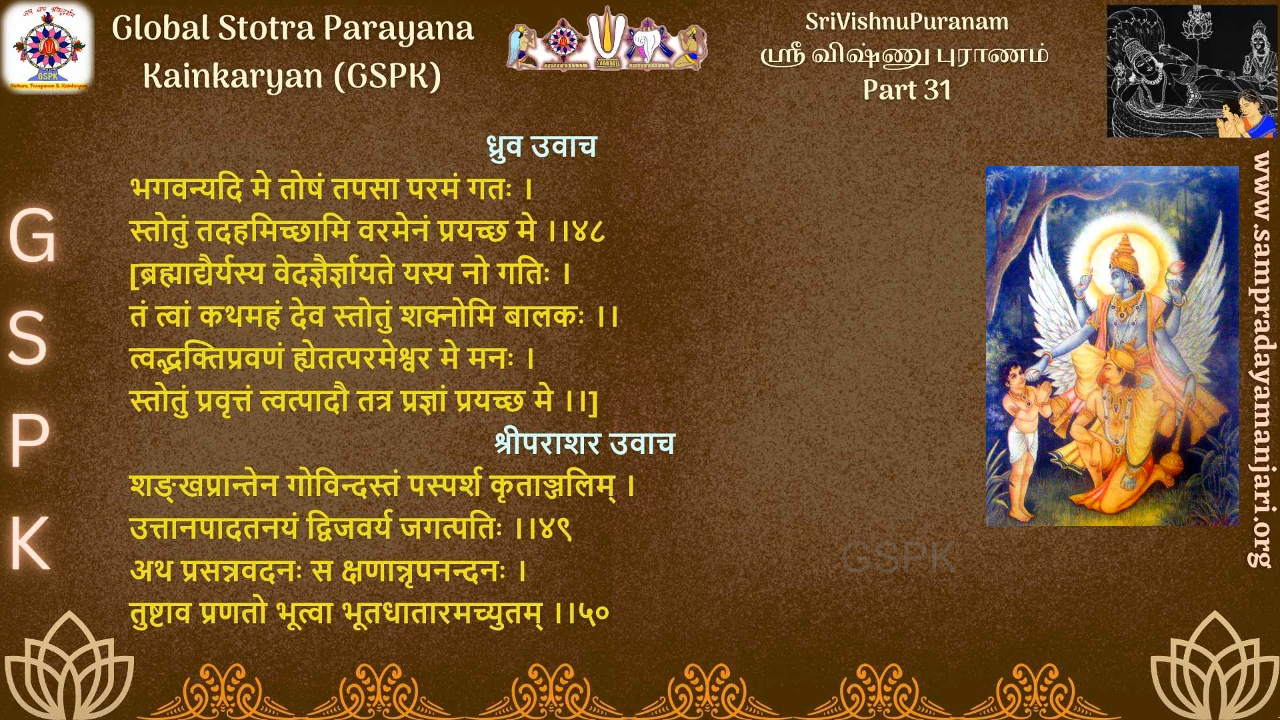 Global Stotra Parayana
Kainkaryan (GSPK)
SriVishnuPuranam
ஸ்ரீ விஷ்ணு புராணம்
Part 31
GSPK
ध्रुव उवाच
भगवन्यदि मे तोषं तपसा परमं गतः ।
स्तोतुं तदहमिच्छामि वरमेनं प्रयच्छ मे ।।४८
[ब्रह्माद्यैर्यस्य वेदज्ञैर्ज्ञायते यस्य नो गतिः ।
तं त्वां कथमहं देव स्तोतुं शक्नोमि बालकः ।।
त्वद्भक्तिप्रवणं ह्येतत्परमेश्वर मे मनः ।
स्तोतुं प्रवृत्तं त्वत्पादौ तत्र प्रज्ञां प्रयच्छ मे ।।]
श्रीपराशर उवाच
शङ्खप्रान्तेन गोविन्दस्तं पस्पर्श कृताञ्जलिम् ।
उत्तानपादतनयं द्विजवर्य जगत्पतिः ।।४९
अथ प्रसन्नवदनः स क्षणान्नृपनन्दनः ।
तुष्टाव प्रणतो भूत्वा भूतधातारमच्युतम् ।।५०
G
S
P
K
www.sampradayamanjari.org
GSPK